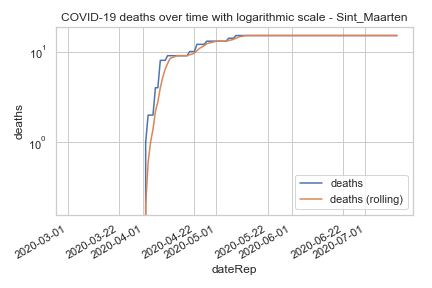 COVID-19 deaths over time with logarithmic scale - Sint_Maarten
deaths
10¹
10⁰
deaths
deaths (rolling)
2020-03-01
2020-03-22
2020-04-01
2020-04-22
2020-05-01
2020-05-22
2020-06-01
2020-06-22
2020-07-01
dateRep